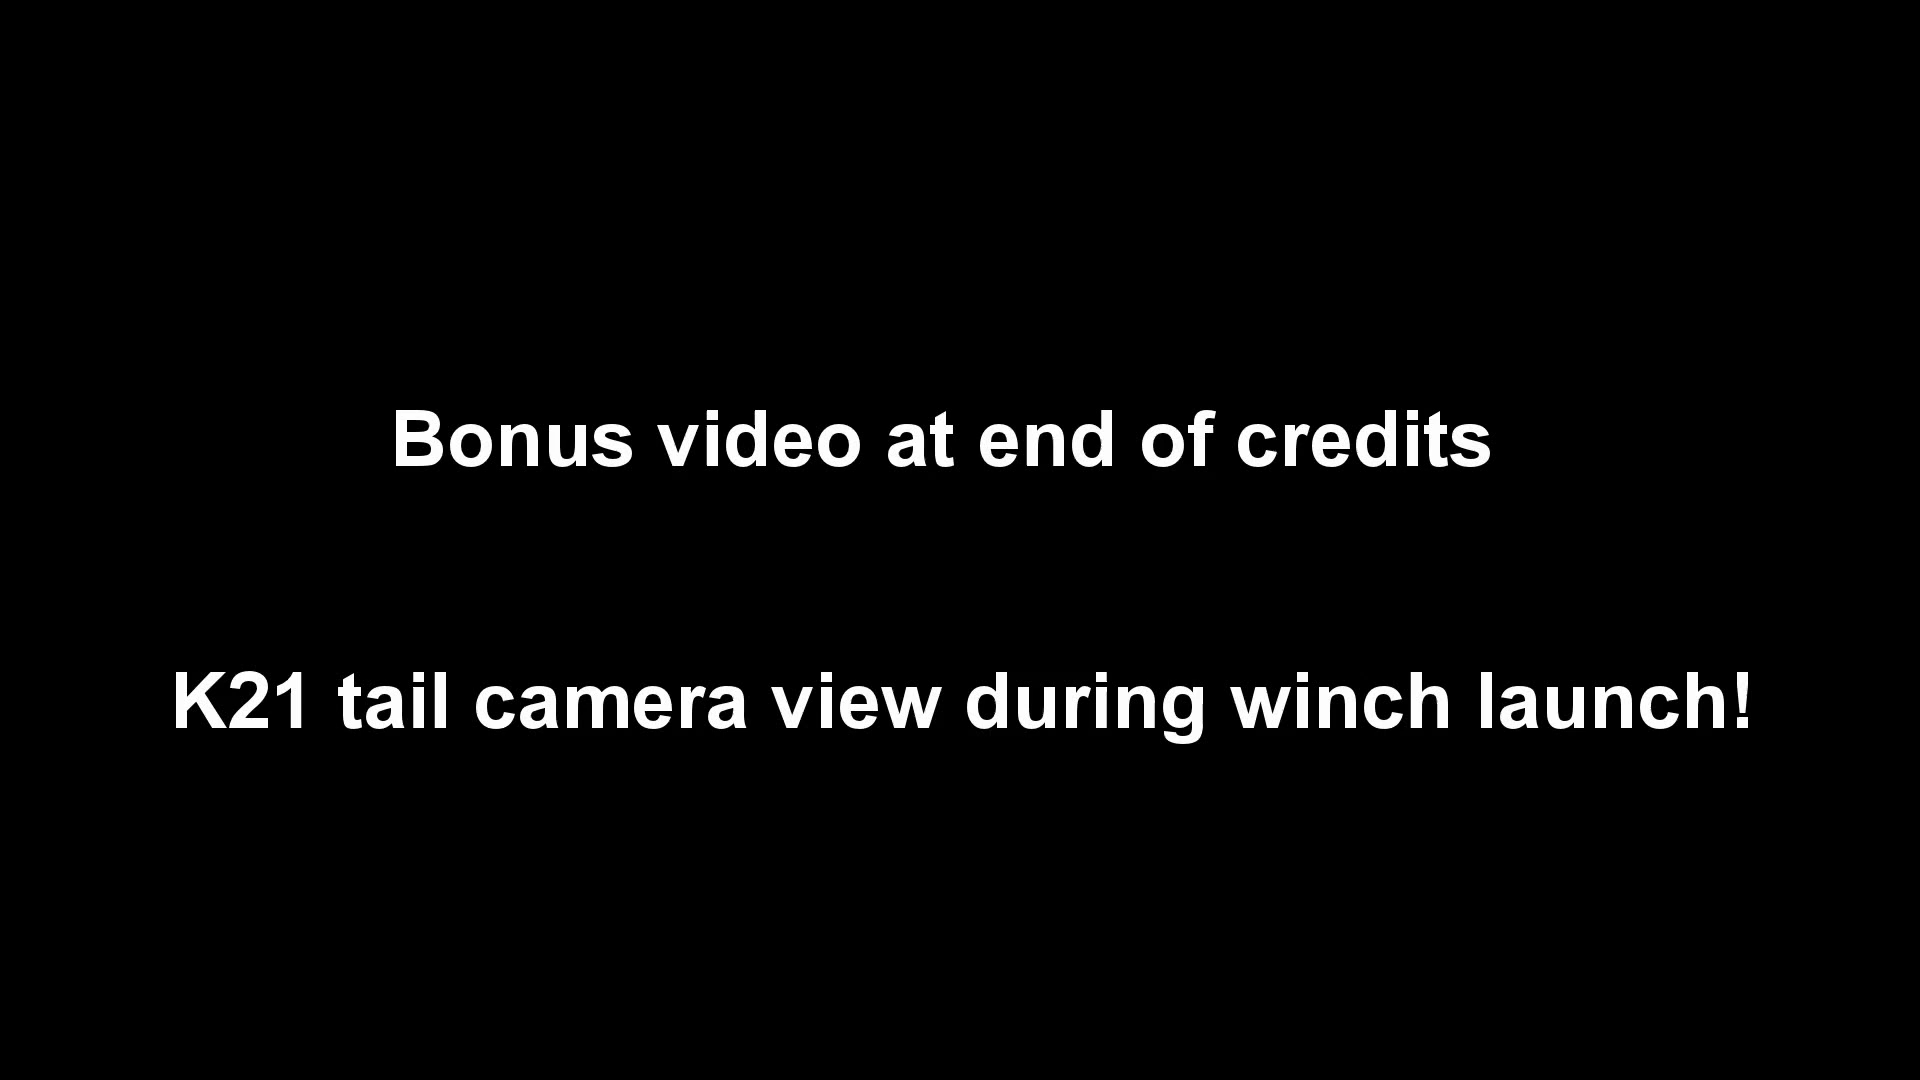 Bonus video at end of credits
K21 tail camera view during winch launch!